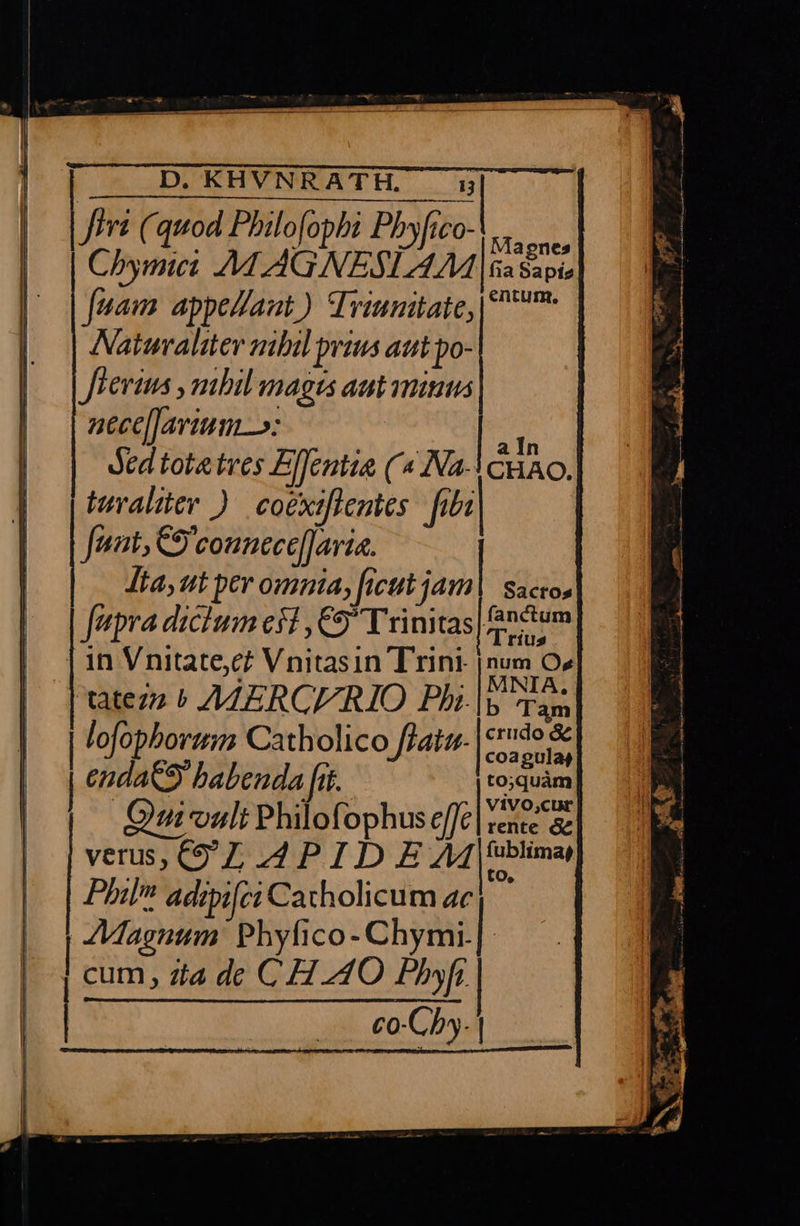 D. KHVNRATH. 13
ſtri (quod Philoſophi Phyſico-
Chymici MAGNESIAM
ſuam appellant) Triunitate,
Naturaliter nihil prius aut po-
ſterius, nihil magis aut minus
neceſſarium:
Sed totæ tres Eſſentiæ (a Na-
turaliter) coëxiſtentes ſibi
ſunt, & conneceſſariæ.
Ita, ut per omnia, ſicut jam
ſupra dictum eſt, & Trinitas
in Vnitate, et Vnitas in Trini-
tate in b MERCVRIO Phi-
loſophorum Catholico ſtatu-
enda & habenda ſit.
Qui vult Philoſophus eſſe
verus, & LAPIDEM
Philm adipiſci Catholicum ac
Magnum Phyſico-Chymi-
cum, ita de CHAO Phyſi-
co-Chy-
Magneſ
ſia Sapiſ
entum.
a In
CHAO.
Sacroſ
ſanctum
Triuſ
num Oſ
MNIA.
b Tam
crudo &
coagulaſ
to; quàm
vivo, cur
rente &
ſublimaſ
to,